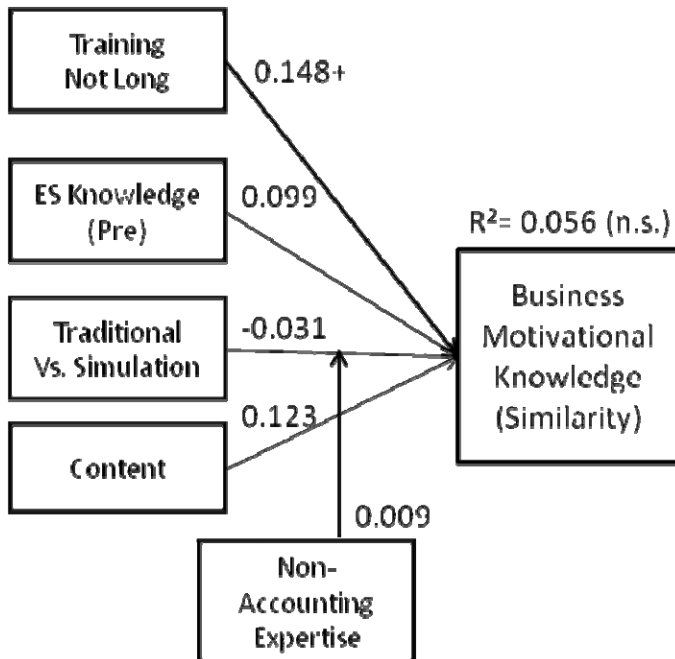 Training
Not Long
0.148+
ES Knowledge
(Pre)
0.099
R²= 0.056 (n.s.)
Business
Motivational
Knowledge
(Similarity)
Traditional
Vs. Simulation
-0.031
Content
0.123
0.009
Non-
Accounting
Expertise